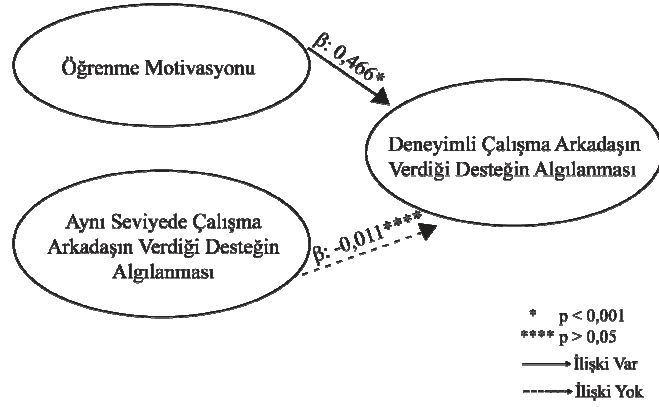 Öğrenme Motivasyonu
β: 0,466*
Deneyimli Çalışma Arkadaşın
Verdiği Desteğin Algılanması
Aynı Seviyede Çalışma
Arkadaşın Verdiği Desteğin
Algılanması
β: -0,011****
* p < 0,001
**** p > 0,05
İlişki Var
İlişki Yok